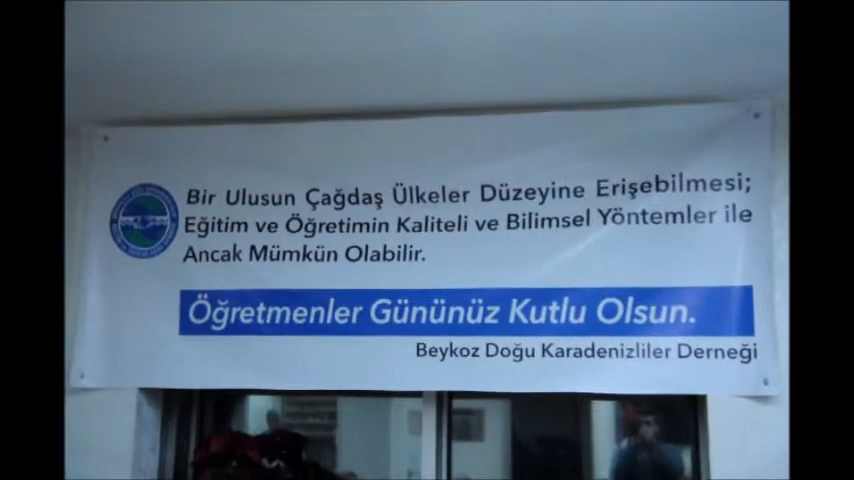 Bir Ulusun Çağdaş Ülkeler Düzeyine Erişebilmesi;
Eğitim ve Öğretimin Kaliteli ve Bilimsel Yöntemler ile
Ancak Mümkün Olabilir.
Öğretmenler Gününüz Kutlu Olsun.
Beykoz Doğu Karadenizliler Derneği